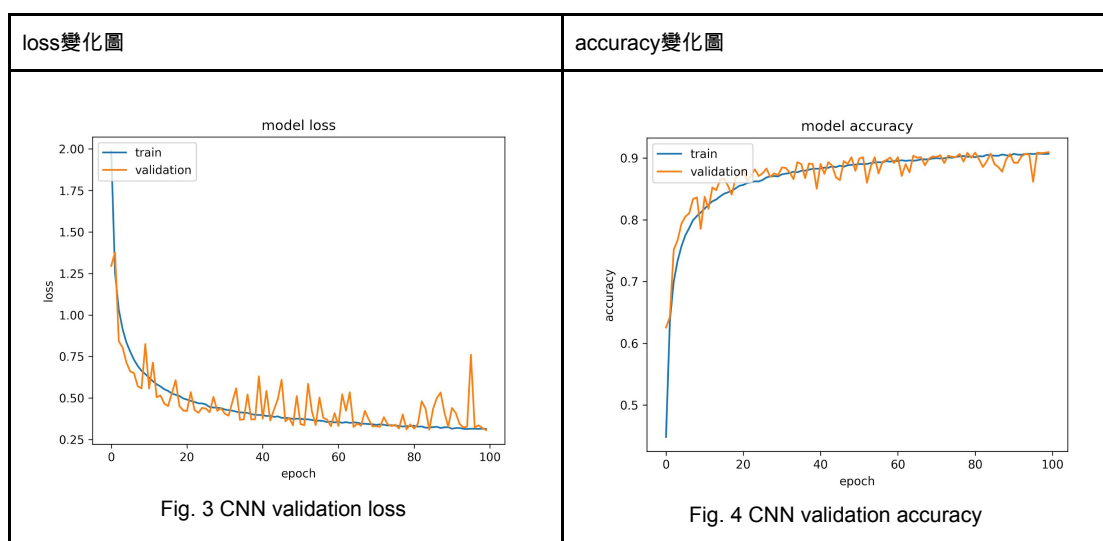 loss變化圖
accuracy變化圖
model loss
train
validation
2.00
1.75
1.50
1.25
1.00
0.75
0.50
0.25
loss
0 20 40 60 80 100
epoch
Fig. 3 CNN validation loss
model accuracy
train
validation
0.9
0.8
0.7
0.6
0.5
accuracy
0 20 40 60 80 100
epoch
Fig. 4 CNN validation accuracy